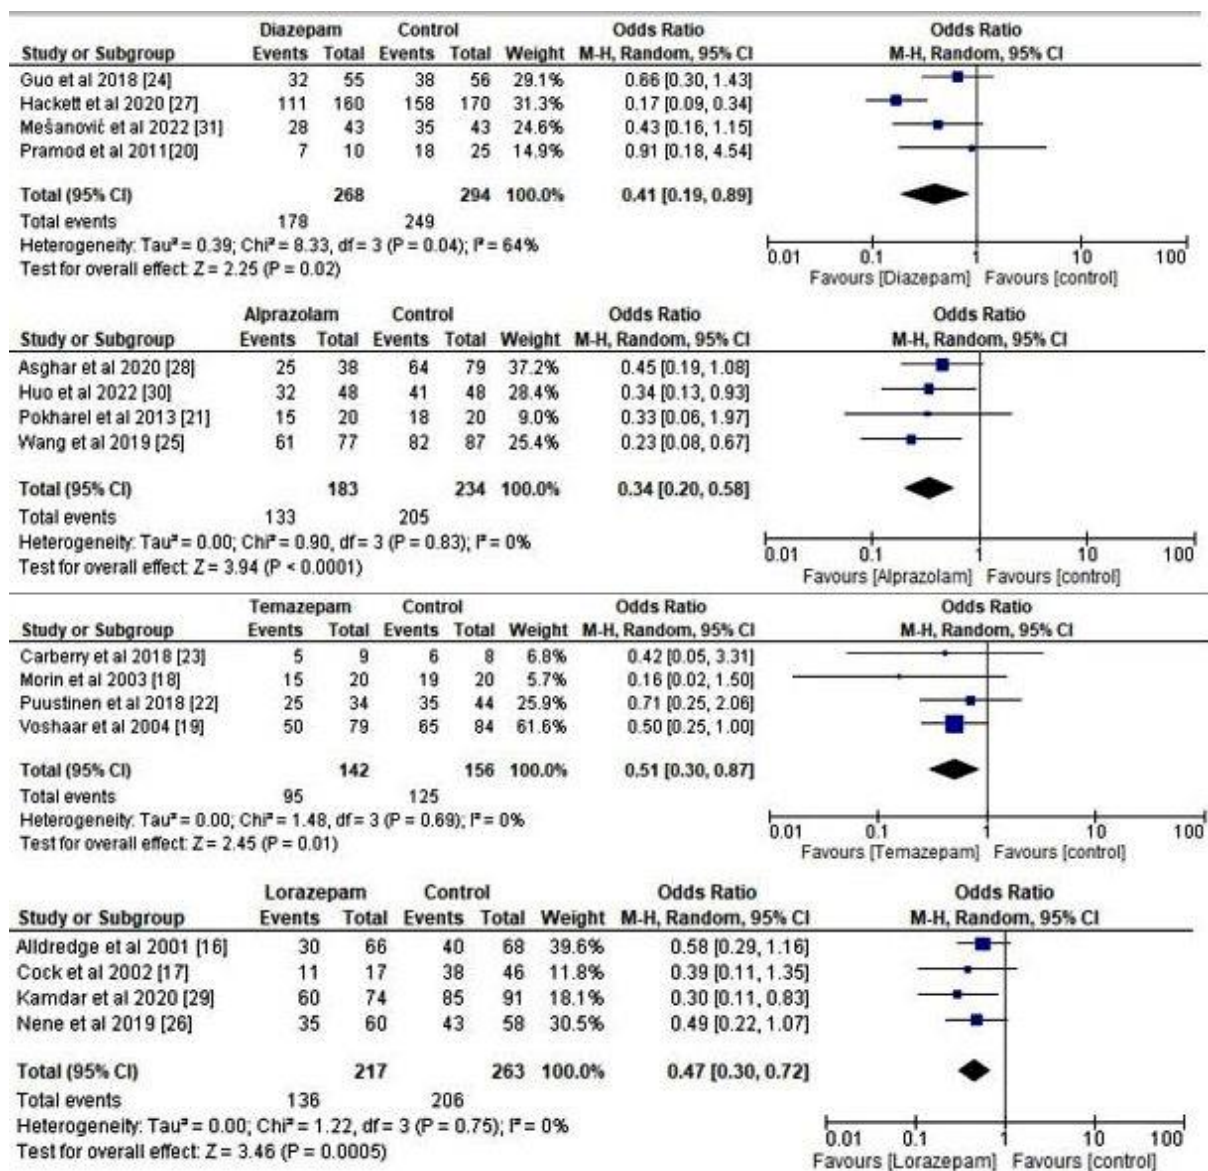 Diazepam Control Odds Ratio Odds Ratio
Study or Subgroup Events Total Events Total Weight M-H, Random, 95% CI M-H, Random, 95% CI
Guo et al 2018 [24] 32 55 38 56 29.1% 0.66 [0.30, 1.43]
Hackett et al 2020 [27] 111 160 158 170 31.3% 0.17 [0.09, 0.34]
Mešanović et al 2022 [31] 28 43 35 43 24.6% 0.43 [0.16, 1.15]
Pramod et al 2011[20] 7 10 18 25 14.9% 0.91 [0.18, 4.54]
Total (95% CI) 268 294 100.0% 0.41 [0.19, 0.89]
Total events 178 249
Heterogeneity: Tau² = 0.39; Chi² = 8.33, df = 3 (P = 0.04); I² = 64%
Test for overall effect: Z = 2.25 (P = 0.02)
0.01 0.1 1 10 100
Favours [Diazepam] Favours [control]
Alprazolam Control Odds Ratio Odds Ratio
Study or Subgroup Events Total Events Total Weight M-H, Random, 95% CI M-H, Random, 95% CI
Asghar et al 2020 [28] 25 38 64 79 37.2% 0.45 [0.19, 1.08]
Huo et al 2022 [30] 32 48 41 48 28.4% 0.34 [0.13, 0.93]
Pokharel et al 2013 [21] 15 20 18 20 9.0% 0.33 [0.06, 1.97]
Wang et al 2019 [25] 61 77 82 87 25.4% 0.23 [0.08, 0.67]
Total (95% CI) 183 234 100.0% 0.34 [0.20, 0.58]
Total events 133 205
Heterogeneity: Tau² = 0.00; Chi² = 0.90, df = 3 (P = 0.83); I² = 0%
Test for overall effect: Z = 3.94 (P < 0.0001)
0.01 0.1 1 10 100
Favours [Alprazolam] Favours [control]
Temazepam Control Odds Ratio Odds Ratio
Study or Subgroup Events Total Events Total Weight M-H, Random, 95% CI M-H, Random, 95% CI
Carberry et al 2018 [23] 5 9 6 8 6.8% 0.42 [0.05, 3.31]
Morin et al 2003 [18] 15 20 19 20 5.7% 0.16 [0.02, 1.50]
Puustinen et al 2018 [22] 25 34 35 44 25.9% 0.71 [0.25, 2.06]
Voshaar et al 2004 [19] 50 79 65 84 61.6% 0.50 [0.25, 1.00]
Total (95% CI) 142 156 100.0% 0.51 [0.30, 0.87]
Total events 95 125
Heterogeneity: Tau² = 0.00; Chi² = 1.48, df = 3 (P = 0.69); I² = 0%
Test for overall effect: Z = 2.45 (P = 0.01)
0.01 0.1 1 10 100
Favours [Temazepam] Favours [control]
Lorazepam Control Odds Ratio Odds Ratio
Study or Subgroup Events Total Events Total Weight M-H, Random, 95% CI M-H, Random, 95% CI
Alldredge et al 2001 [16] 30 66 40 68 39.6% 0.58 [0.29, 1.16]
Cock et al 2002 [17] 11 17 38 46 11.8% 0.39 [0.11, 1.35]
Kamdar et al 2020 [29] 60 74 85 91 18.1% 0.30 [0.11, 0.83]
Nene et al 2019 [26] 35 60 43 58 30.5% 0.49 [0.22, 1.07]
Total (95% CI) 217 263 100.0% 0.47 [0.30, 0.72]
Total events 136 206
Heterogeneity: Tau² = 0.00; Chi² = 1.22, df = 3 (P = 0.75); I² = 0%
Test for overall effect: Z = 3.46 (P = 0.0005)
0.01 0.1 1 10 100
Favours [Lorazepam] Favours [control]